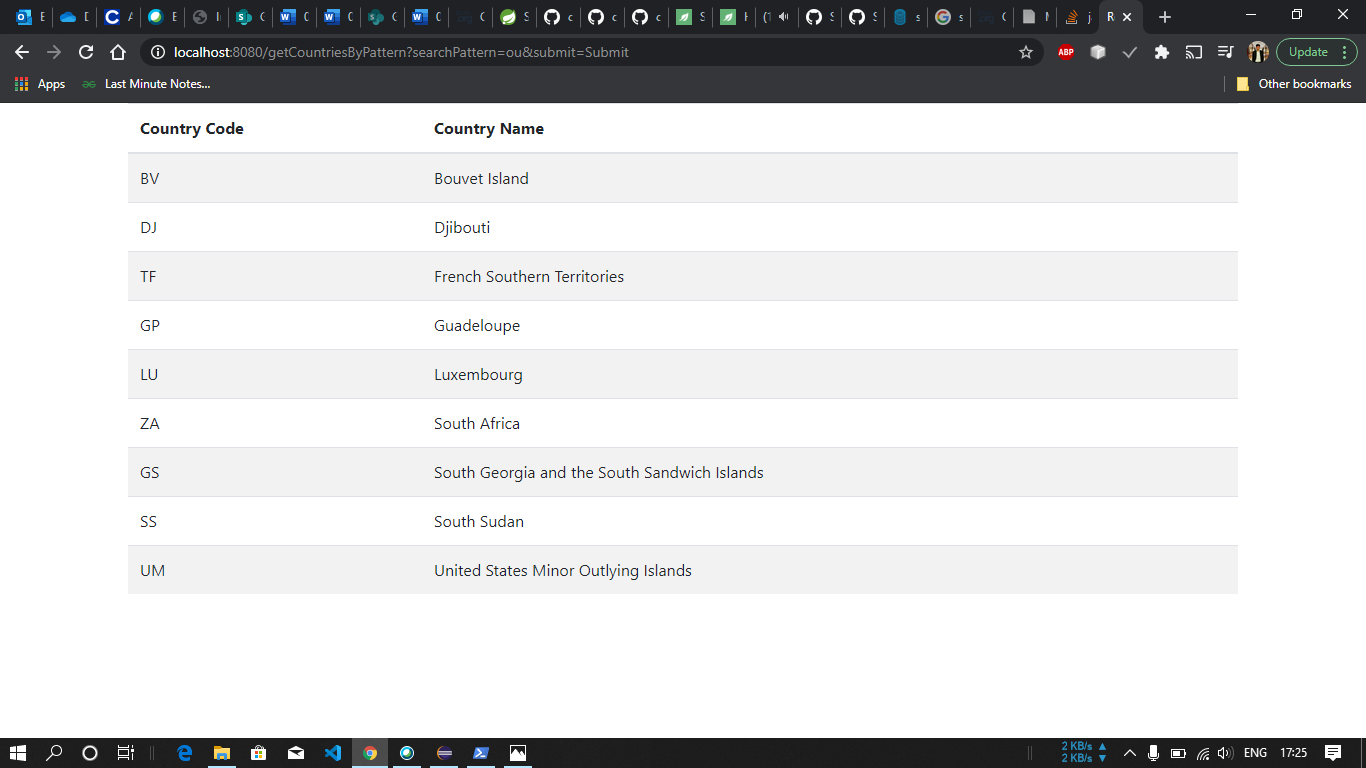 localhost:8080/getCountriesByPattern?searchPattern=ou&submit=Submit
ABP
Update
Apps
Last Minute Notes...
Other bookmarks
Country Code Country Name
BV Bouvet Island
DJ Djibouti
TF French Southern Territories
GP Guadeloupe
LU Luxembourg
ZA South Africa
GS South Georgia and the South Sandwich Islands
SS South Sudan
UM United States Minor Outlying Islands
2 KB/s
2 KB/s
ENG
17:25